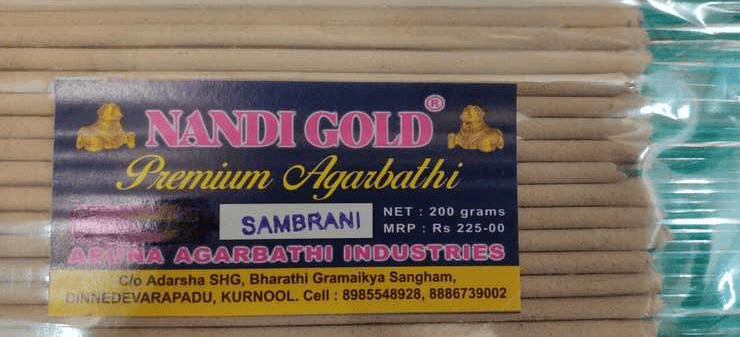 NANDI GOLD®
Premium Agarbathi
SAMBRANI
NET : 200 grams
MRP : Rs 225-00
ARUNA AGARBATHI INDUSTRIES
C/o Adarsha SHG, Bharathi Gramaikya Sangham,
DINNEDEVARAPADU, KURNOOL. Cell : 8985548928, 8886739002